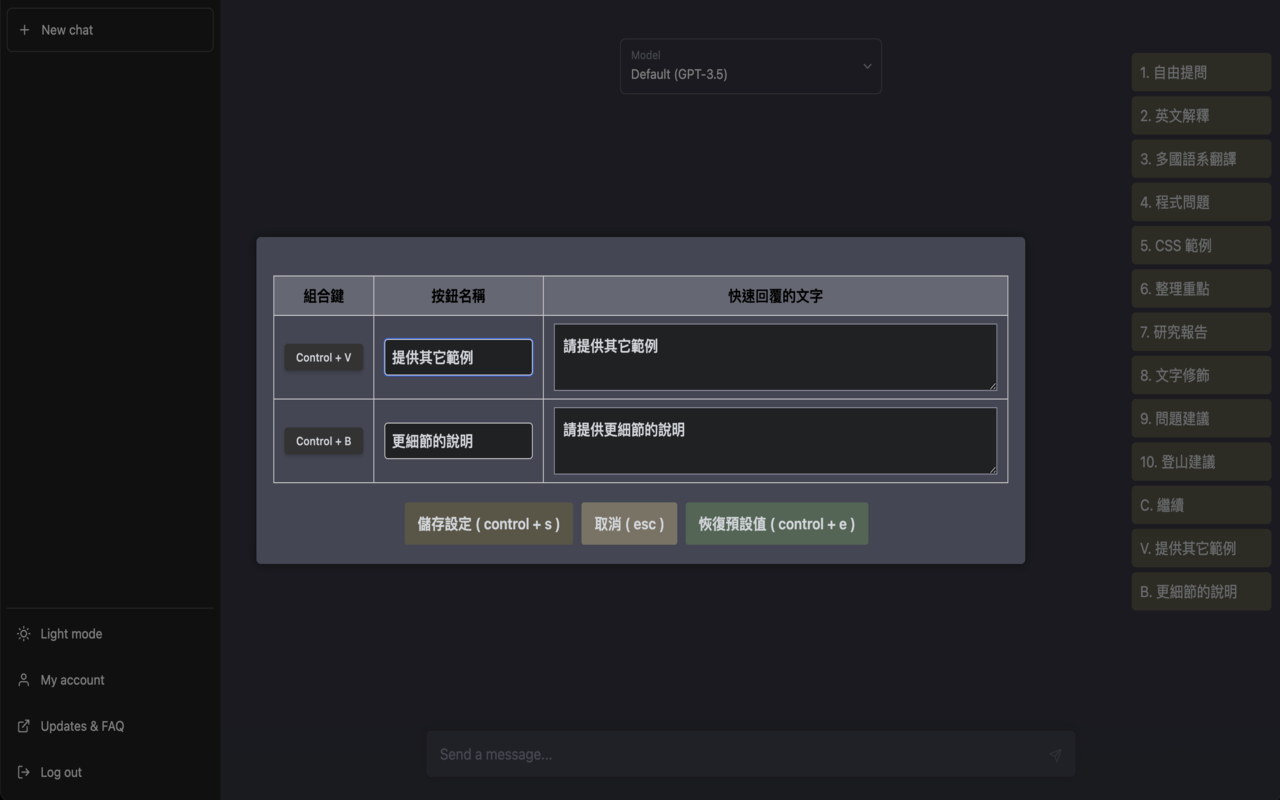 New chat
Model
Default (GPT-3.5)
組合鍵
按鈕名稱
快速回覆的文字
Control + V
提供其它範例
請提供其它範例
Control + B
更細節的說明
請提供更細節的說明
儲存設定 ( control + s )
取消 ( esc )
恢復預設值 ( control + e )
1. 自由提問
2. 英文解釋
3. 多國語系翻譯
4. 程式問題
5. CSS 範例
6. 整理重點
7. 研究報告
8. 文字修飾
9. 問題建議
10. 登山建議
C. 繼續
V. 提供其它範例
B. 更細節的說明
Light mode
My account
Updates & FAQ
Log out
Send a message...